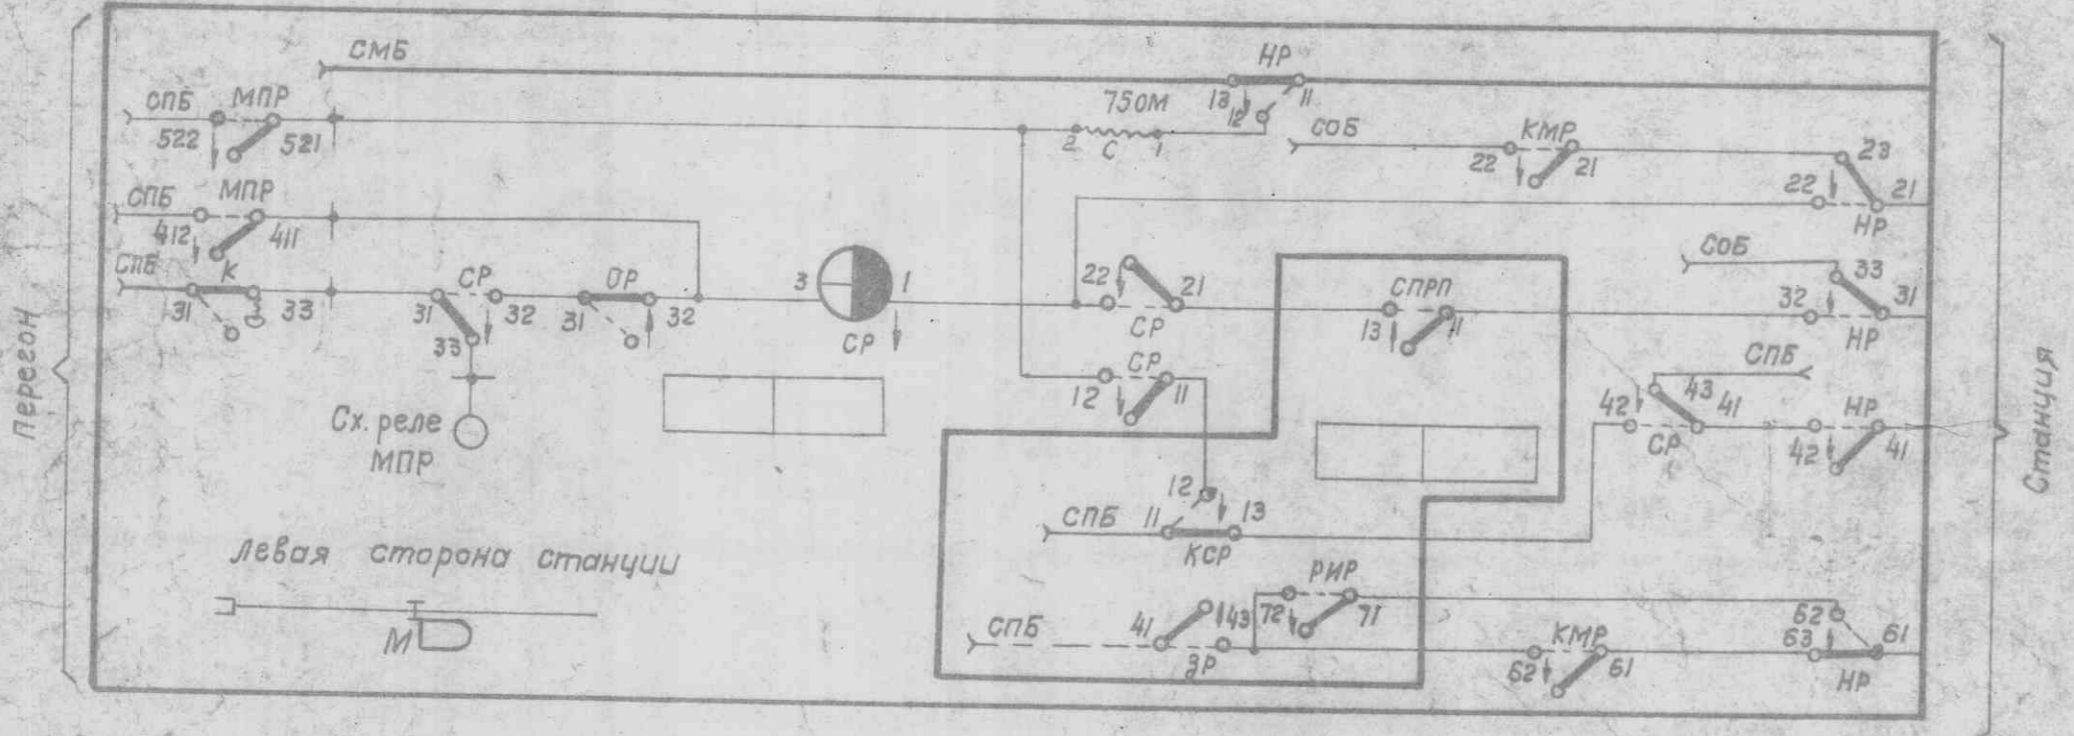 СМБ
НР
13 11
12
СПБ МПР
522 521
75ОМ
2 С 1
СОБ КМР
22 21
23
22 21
НР
СПБ МПР
412 411
СПБ К
31 33
СР
31 32
33
ОР
31 32
3 1
СР
22 21
СР
СПРП
13 11
СОБ
33
32 31
НР
СР
12 11
СПБ
43
42 41
СР
НР
42 41
Сх. реле
МПР
12
СПБ 11 13
КСР
левая сторона станции
М
РИР
72 71
СПБ 41 43
ЗР
КМР
62 61
62
63 61
НР
перегон
Станция